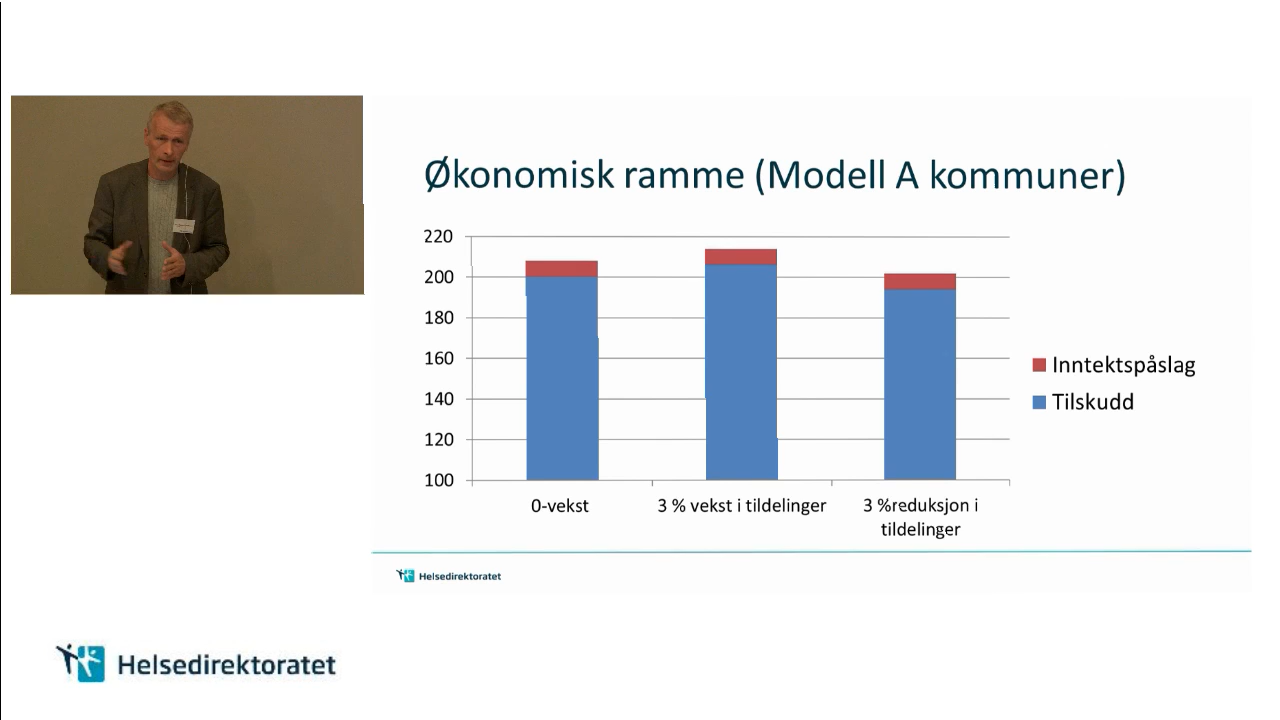 Økonomisk ramme (Modell A kommuner)
220
200
180
160
140
120
100
0-vekst
3 % vekst i tildelinger
3 %reduksjon i
tildelinger
Inntektspåslag
Tilskudd
Helsedirektoratet
Helsedirektoratet